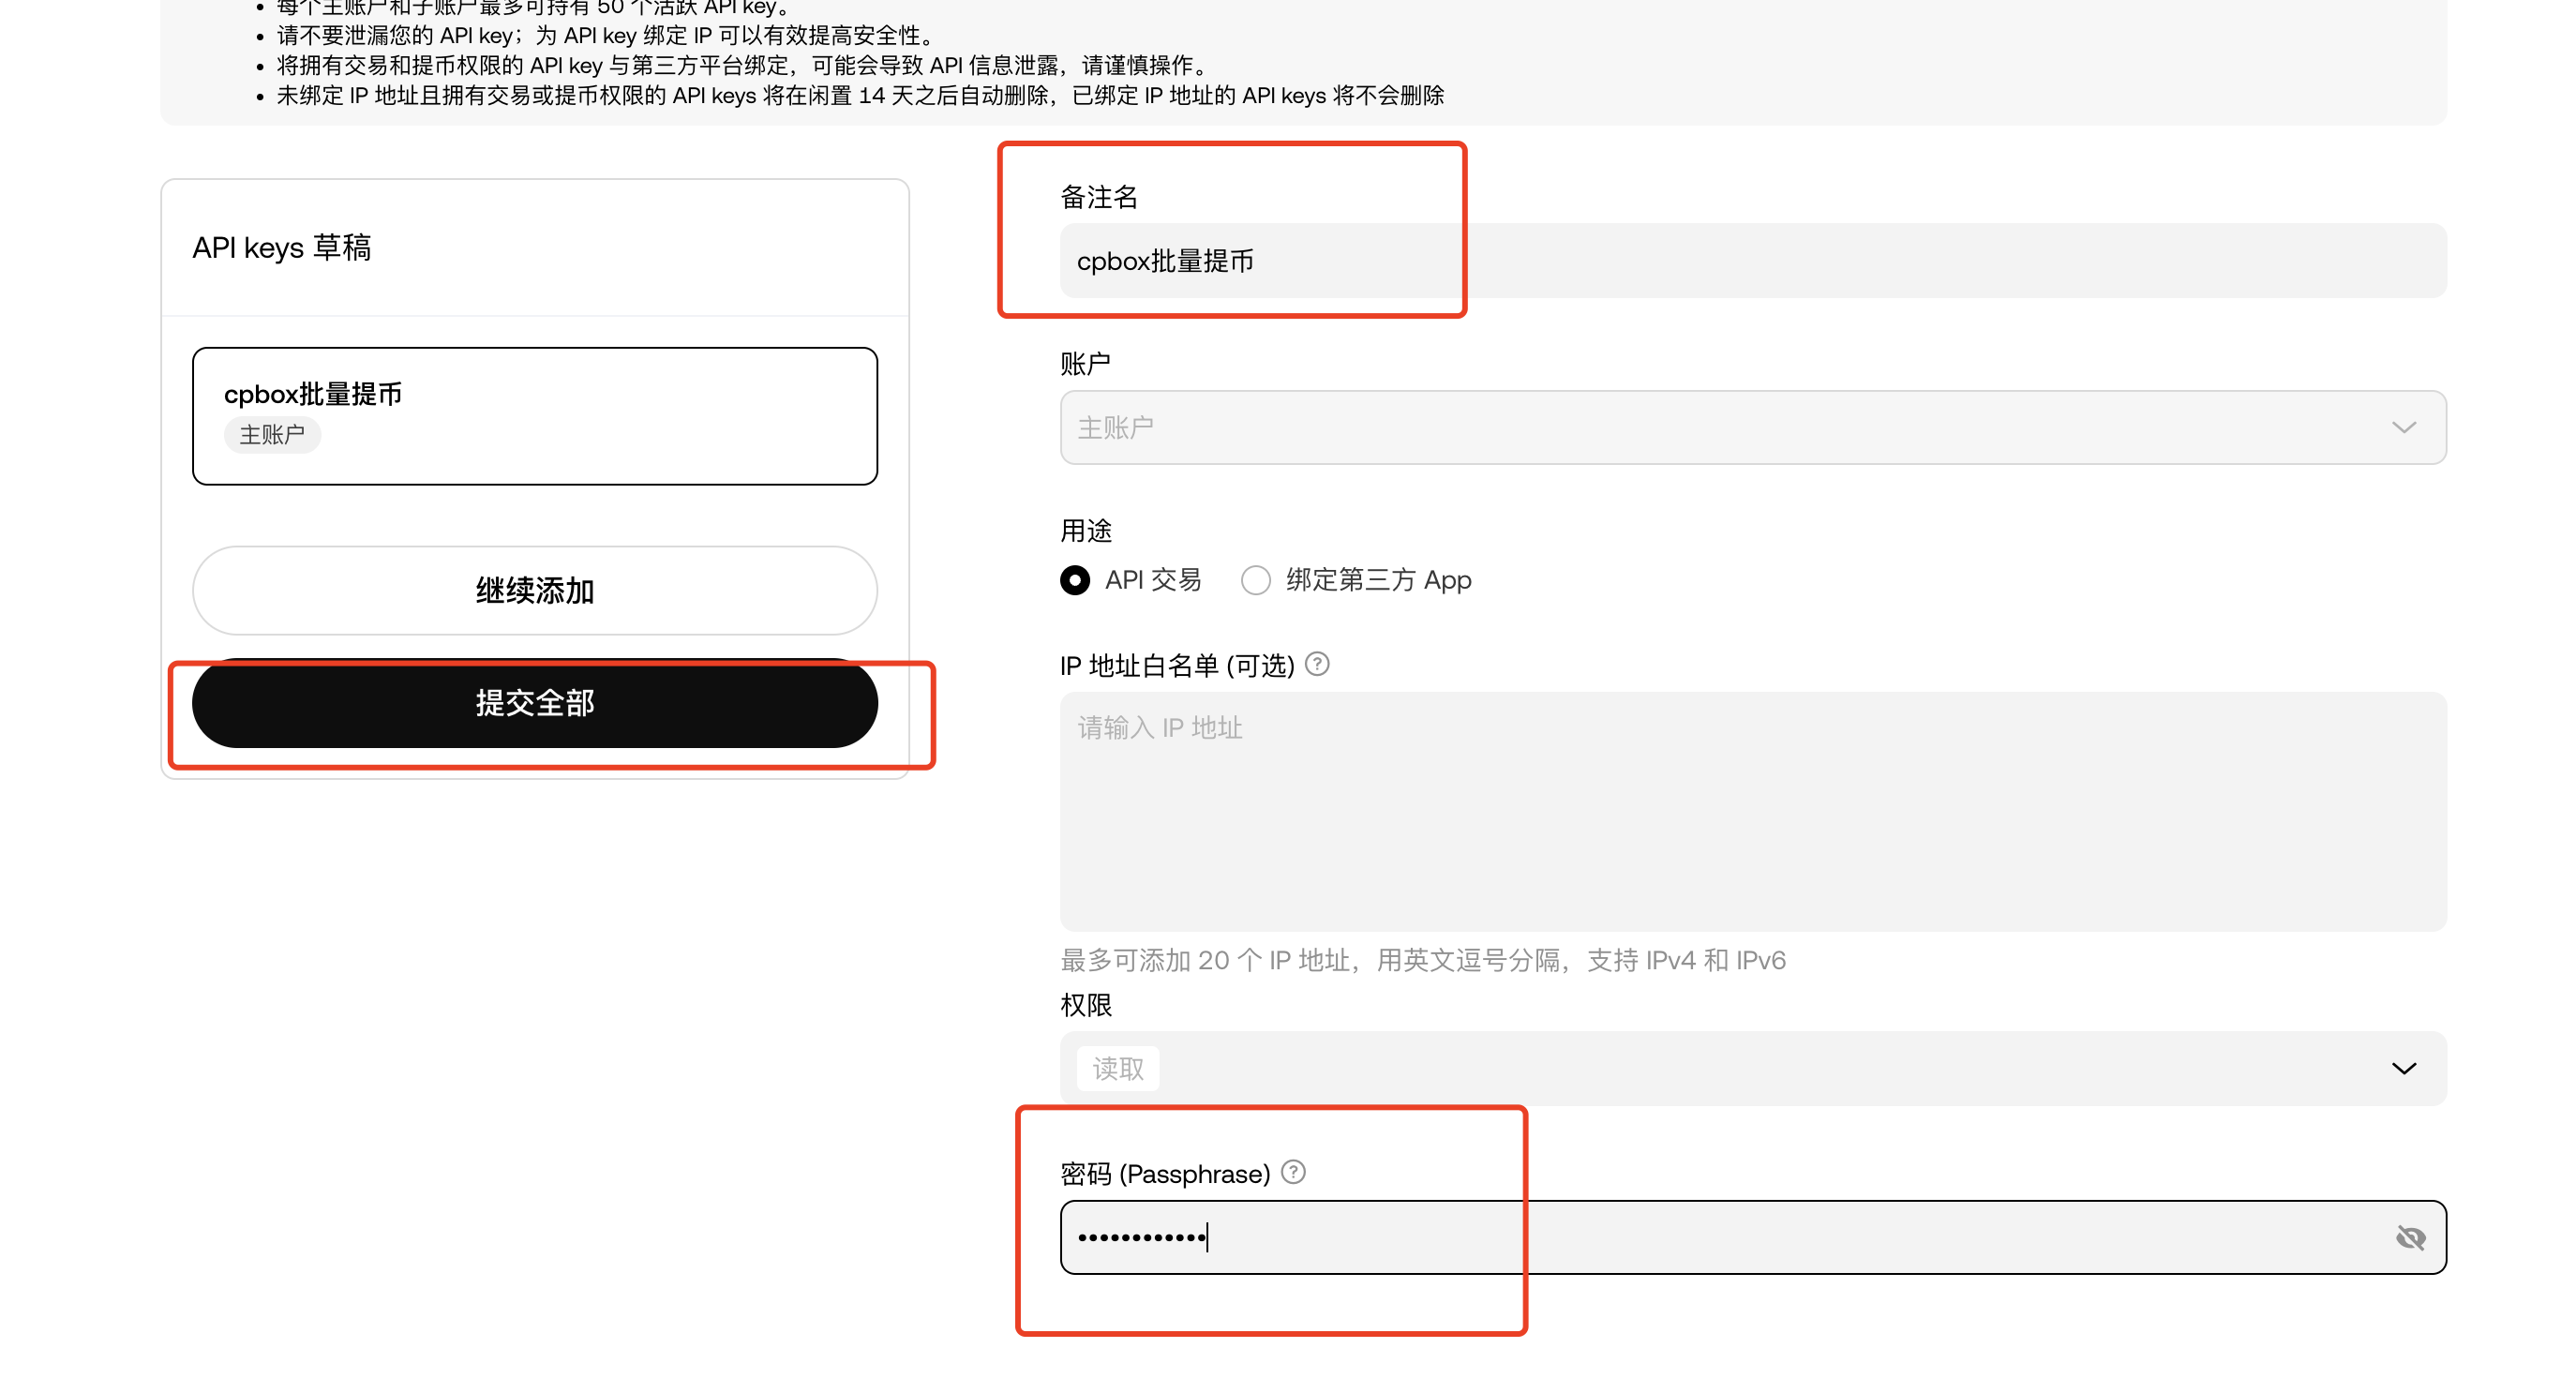 每个主账户和子账户最多可持有 50 个活跃 API key。
请不要泄漏您的 API key；为 API key 绑定 IP 可以有效提高安全性。
将拥有交易和提币权限的 API key 与第三方平台绑定，可能会导致 API 信息泄露，请谨慎操作。
未绑定 IP 地址且拥有交易或提币权限的 API keys 将在闲置 14 天之后自动删除，已绑定 IP 地址的 API keys 将不会删除
API keys 草稿
cpbox批量提币
主账户
继续添加
提交全部
备注名
cpbox批量提币
账户
主账户
用途
API 交易
绑定第三方 App
IP 地址白名单 (可选)
请输入 IP 地址
最多可添加 20 个 IP 地址，用英文逗号分隔，支持 IPv4 和 IPv6
权限
读取
密码 (Passphrase)
••••••••••••